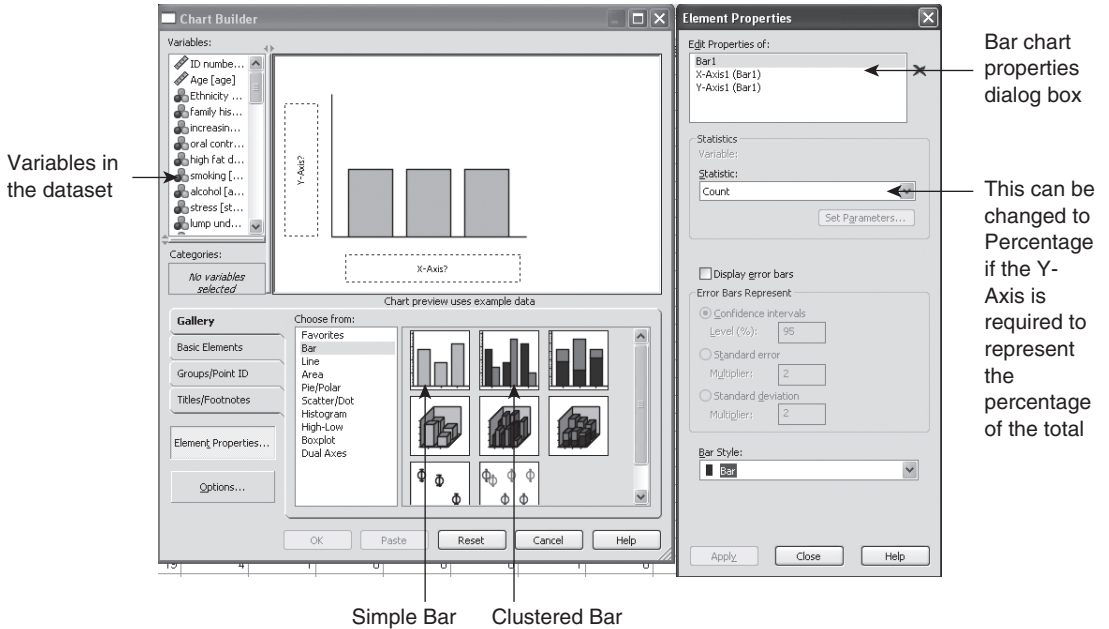 Chart Builder
Variables:
ID numbe...
Age [age]
Ethnicity ...
family his...
increasin...
oral contr...
high fat d...
smoking [...
alcohol [a...
stress [st...
lump und...
Categories:
No variables
selected
Y-Axis?
X-Axis?
Chart preview uses example data
Gallery
Basic Elements
Groups/Point ID
Titles/Footnotes
Element Properties...
Options...
Choose from:
Favorites
Bar
Line
Area
Pie/Polar
Scatter/Dot
Histogram
High-Low
Boxplot
Dual Axes
OK
Paste
Reset
Cancel
Help
Element Properties
Edit Properties of:
Bar1
X-Axis1 (Bar1)
Y-Axis1 (Bar1)
Statistics
Variable:
Statistic:
Count
Set Parameters...
Display error bars
Error Bars Represent
Confidence intervals
Level (%): 95
Standard error
Multiplier: 2
Standard deviation
Multiplier: 2
Bar Style:
Bar
Apply
Close
Help
Variables in
the dataset
Bar chart
properties
dialog box
This can be
changed to
Percentage
if the Y-
Axis is
required to
represent
the
percentage
of the total
Simple Bar
Clustered Bar